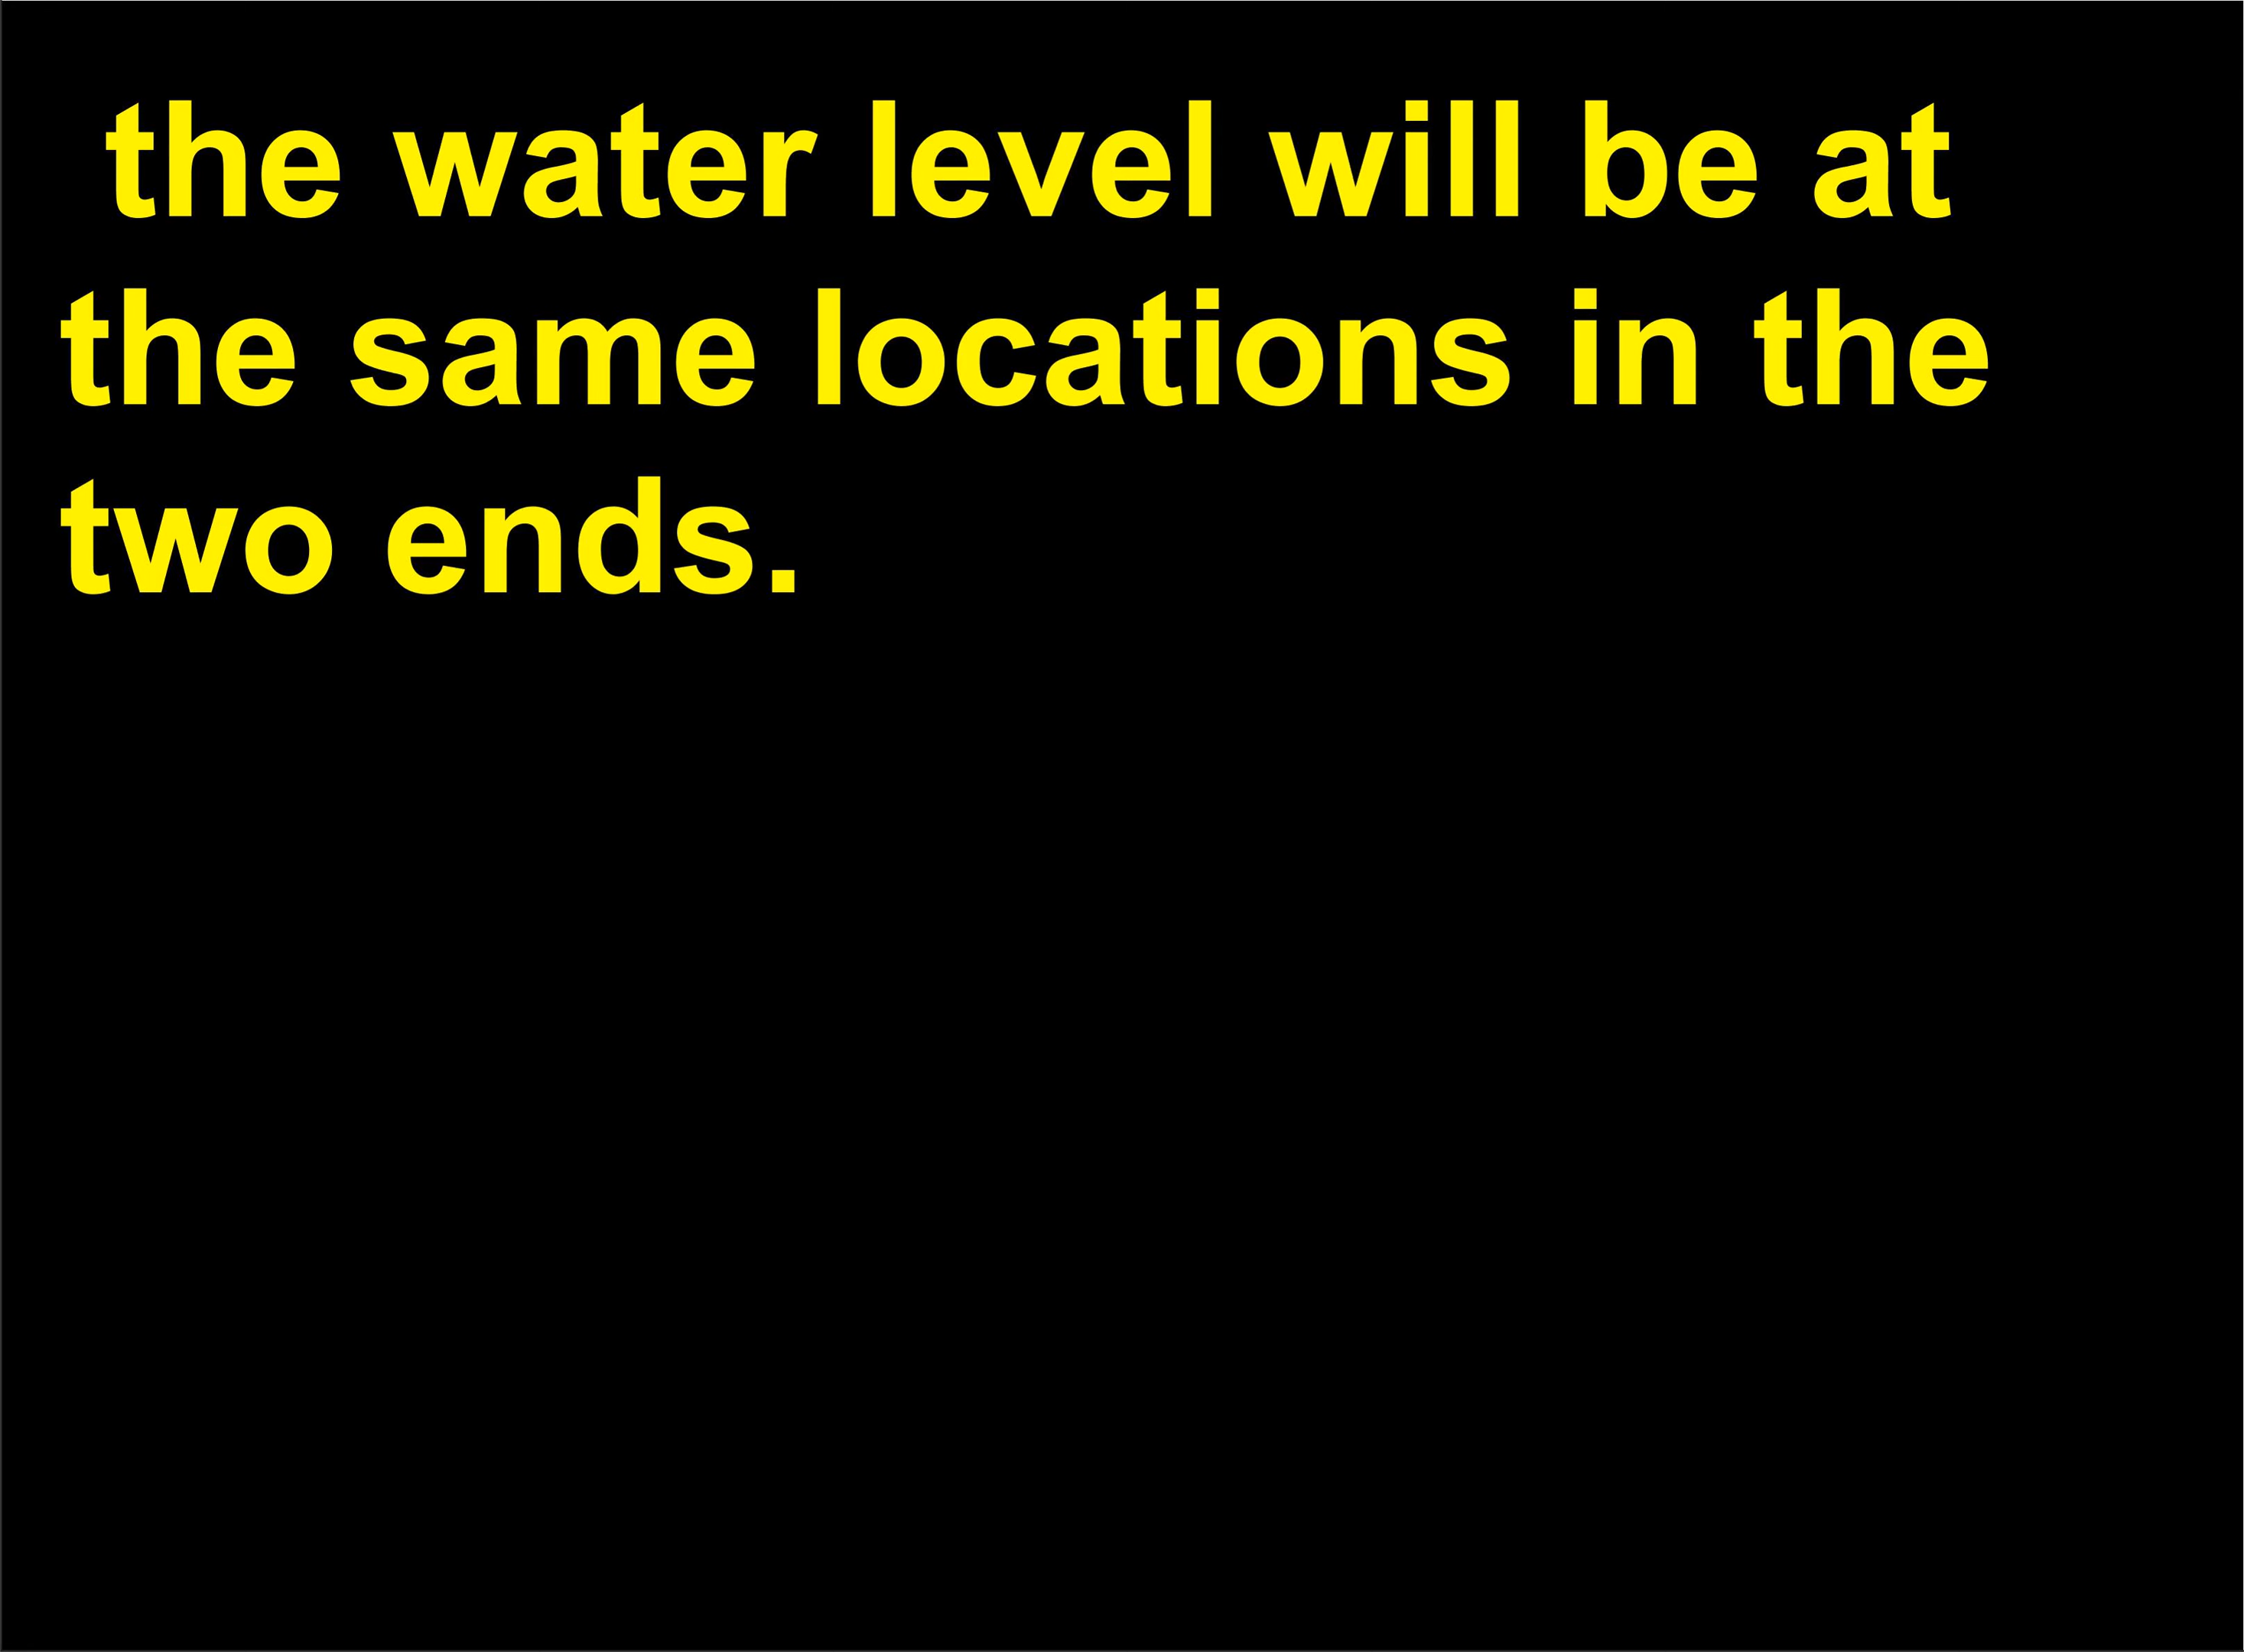 the water level will be at
the same locations in the
two ends.